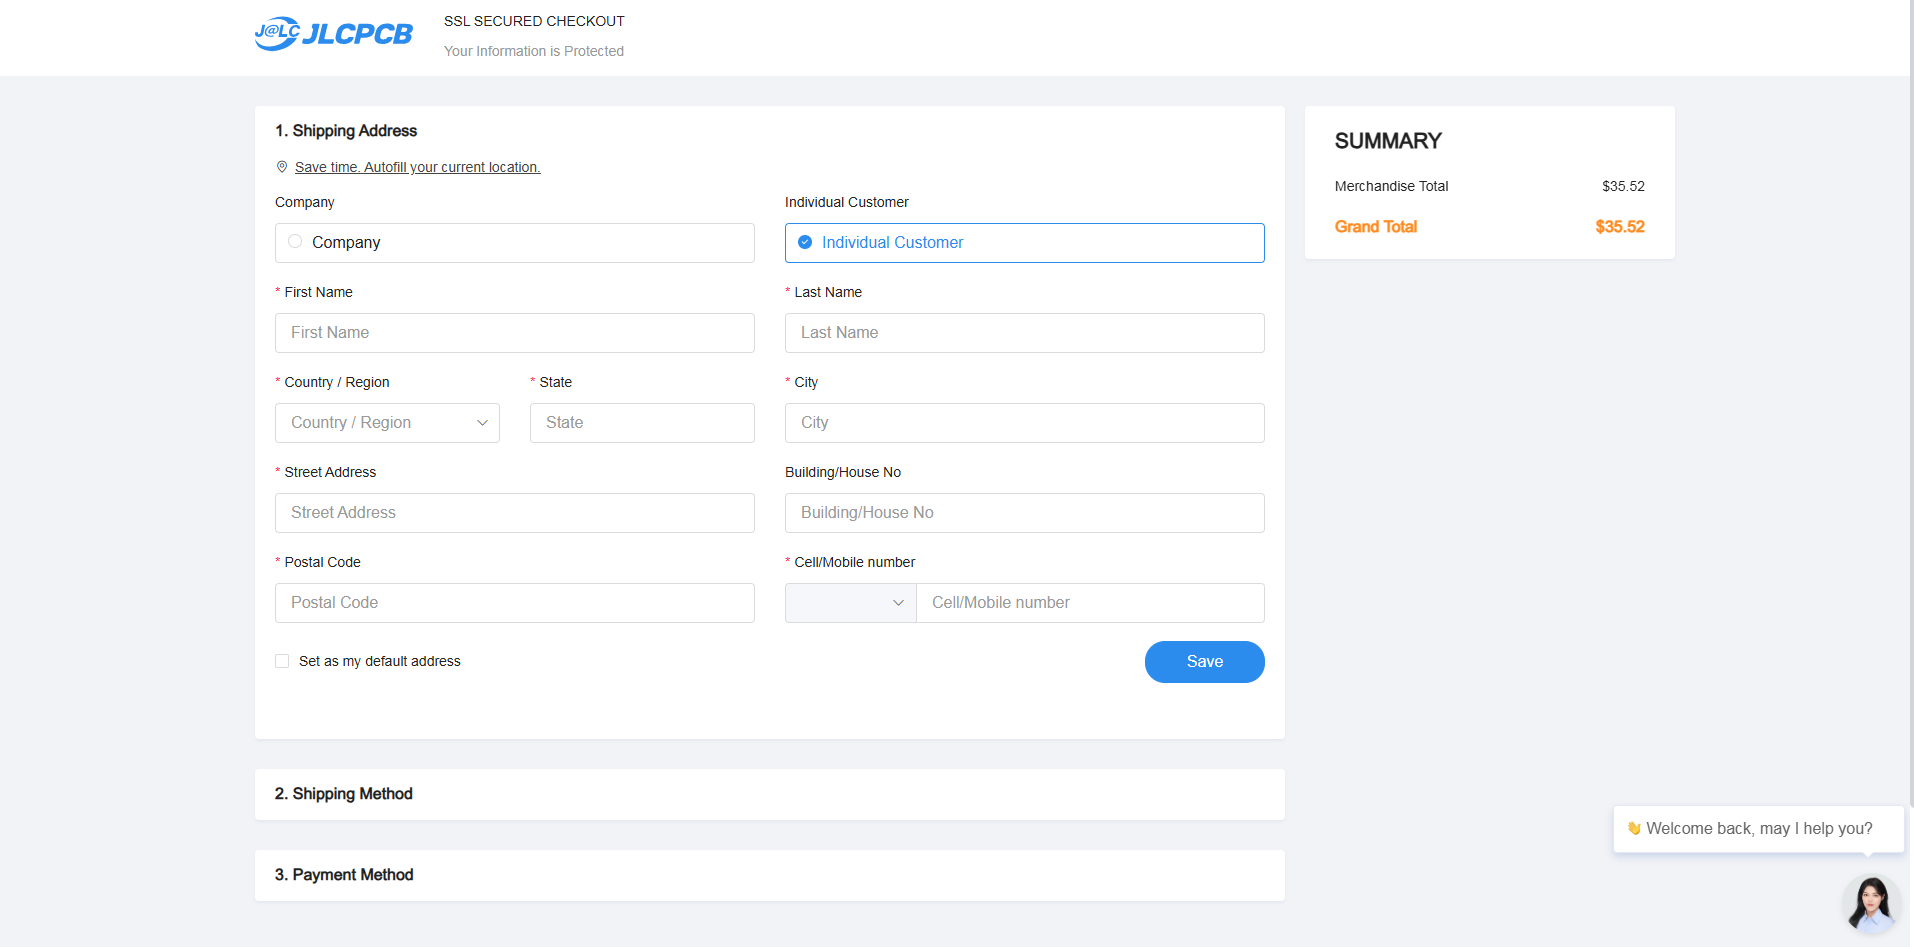 J@LC JLCPCB
SSL SECURED CHECKOUT
Your Information is Protected
1. Shipping Address
Save time. Autofill your current location.
Company
Individual Customer
Company
Individual Customer
* First Name
* Last Name
First Name
Last Name
* Country / Region
* State
* City
Country / Region
State
City
* Street Address
Building/House No
Street Address
Building/House No
* Postal Code
* Cell/Mobile number
Postal Code
Cell/Mobile number
Set as my default address
Save
2. Shipping Method
3. Payment Method
SUMMARY
Merchandise Total $35.52
Grand Total $35.52
👋 Welcome back, may I help you?